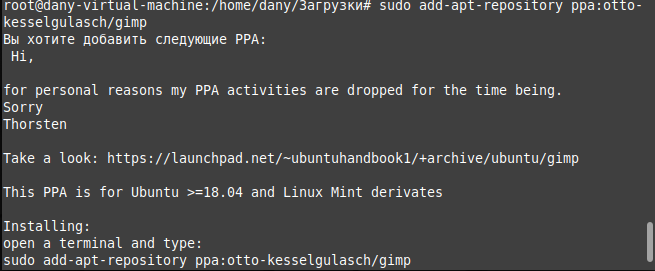 root@dany-virtual-machine:/home/dany/Загрузки# sudo add-apt-repository ppa:otto-
kesselgulasch/gimp
Вы хотите добавить следующие PPA:
 Hi,
for personal reasons my PPA activities are dropped for the time being.
Sorry
Thorsten
Take a look: https://launchpad.net/~ubuntuhandbook1/+archive/ubuntu/gimp
This PPA is for Ubuntu >=18.04 and Linux Mint derivates
Installing:
open a terminal and type:
sudo add-apt-repository ppa:otto-kesselgulasch/gimp